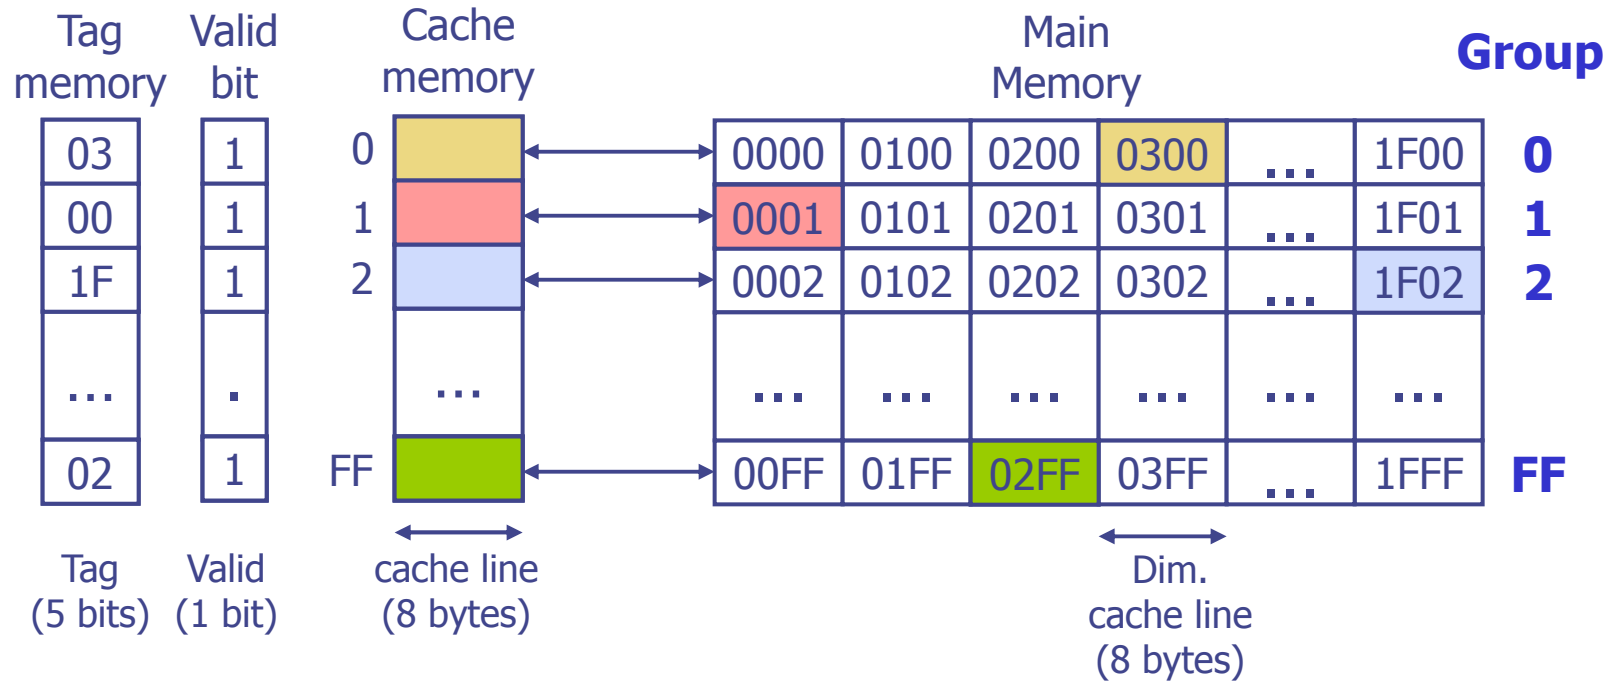 Tag memory
Valid bit
Cache memory
Main Memory
Group
03 1 0 0000 0100 0200 0300 ... 1F00 0
00 1 1 0001 0101 0201 0301 ... 1F01 1
1F 1 2 0002 0102 0202 0302 ... 1F02 2
... . ... ... ... ... ... ... ...
02 1 FF 00FF 01FF 02FF 03FF ... 1FFF FF
Tag
(5 bits)
Valid
(1 bit)
cache line
(8 bytes)
Dim.
cache line
(8 bytes)